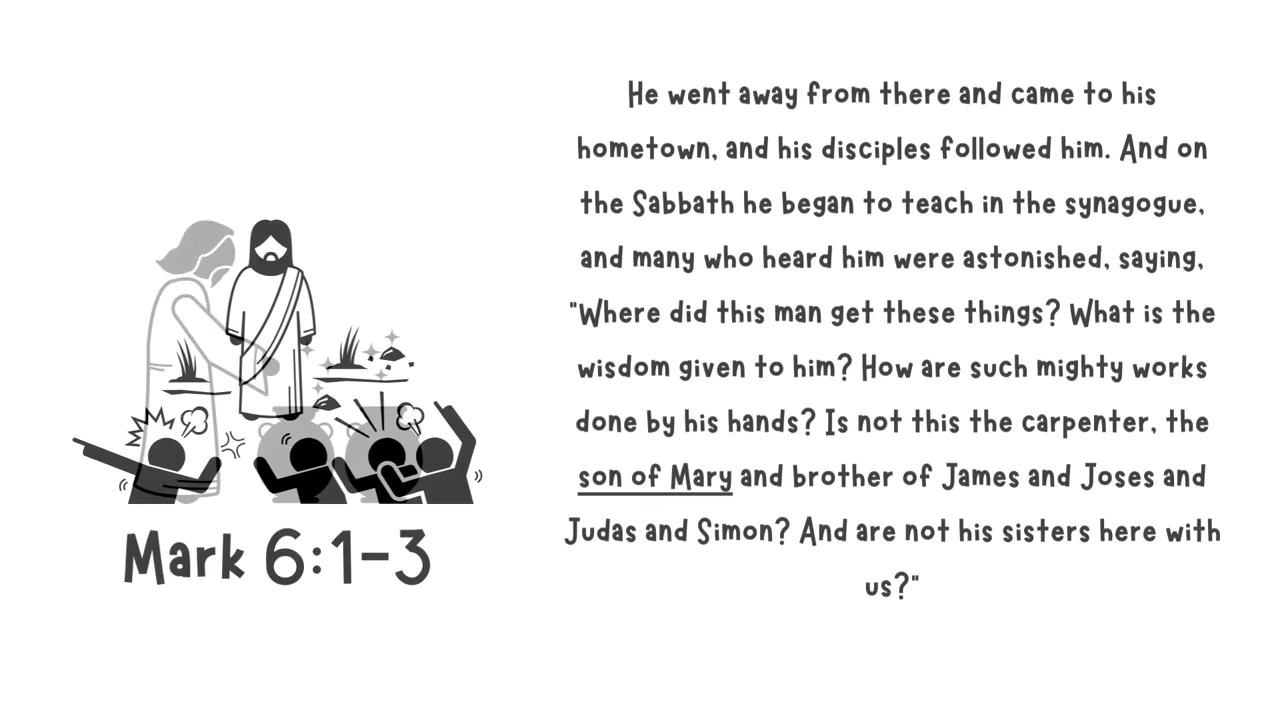 He went away from there and came to his
hometown, and his disciples followed him. And on
the Sabbath he began to teach in the synagogue,
and many who heard him were astonished, saying,
"Where did this man get these things? What is the
wisdom given to him? How are such mighty works
done by his hands? Is not this the carpenter, the
son of Mary and brother of James and Joses and
Judas and Simon? And are not his sisters here with
us?"
Mark 6:1-3